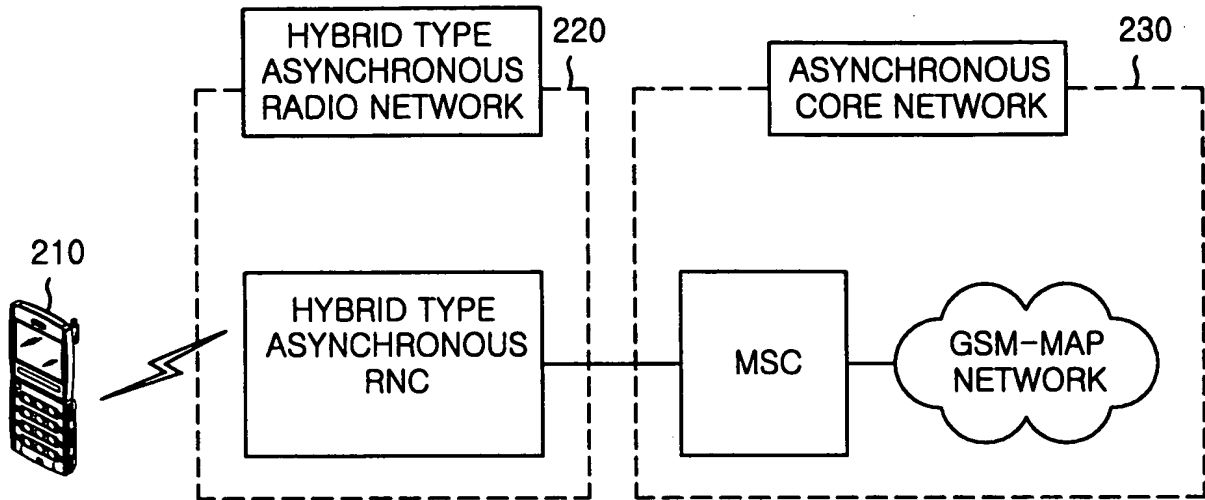 HYBRID TYPE
ASYNCHRONOUS
RADIO NETWORK
220
ASYNCHRONOUS
CORE NETWORK
230
210
HYBRID TYPE
ASYNCHRONOUS
RNC
MSC
GSM-MAP
NETWORK